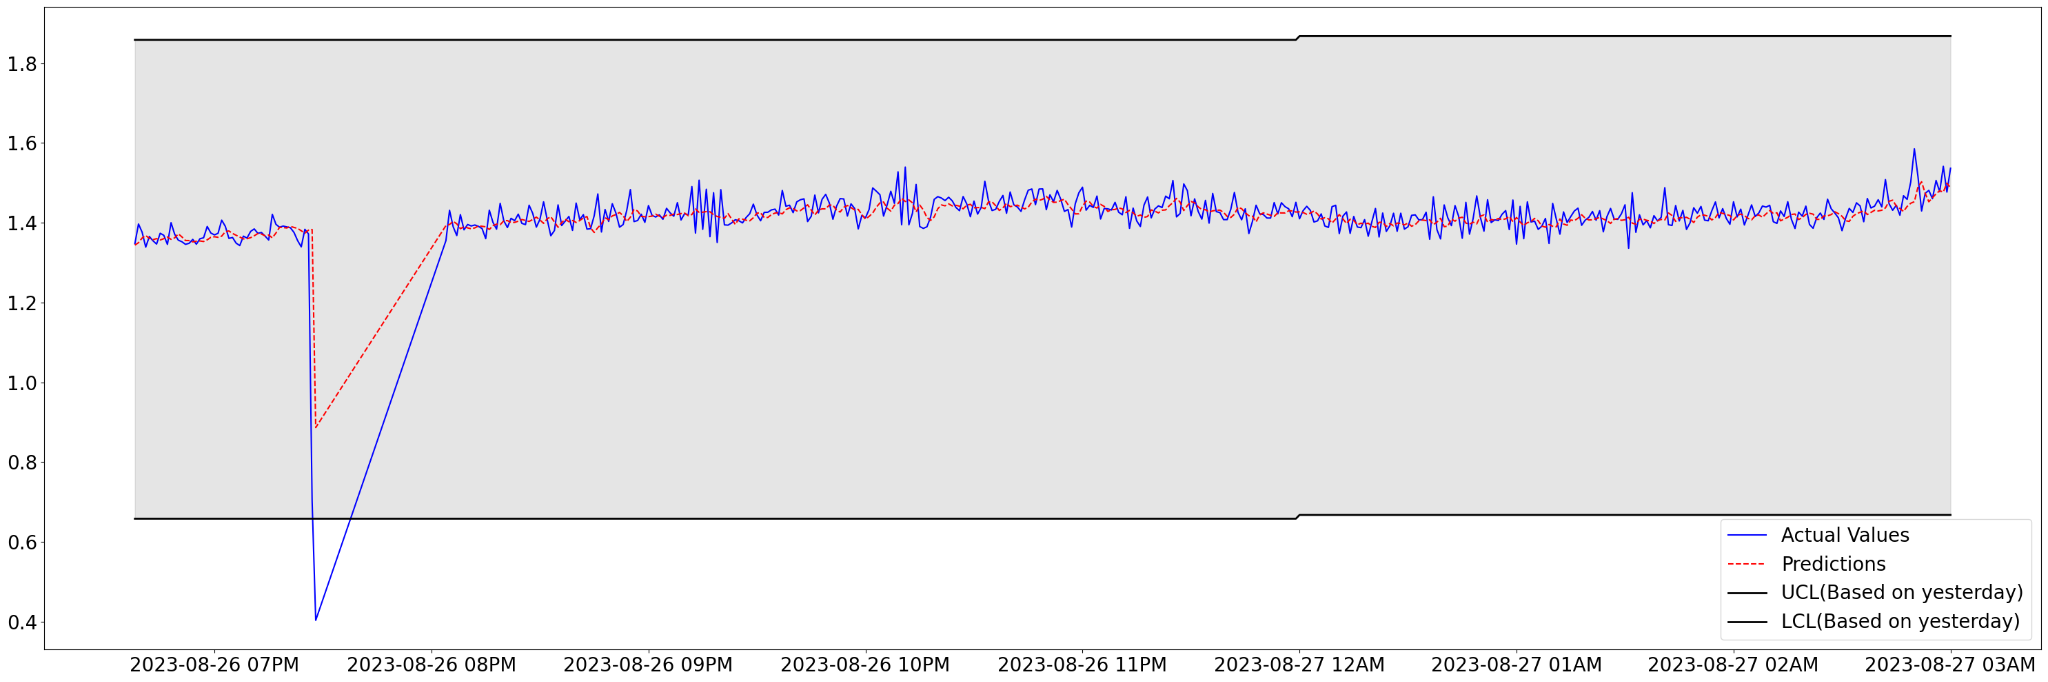 1.8
1.6
1.4
1.2
1.0
0.8
0.6
0.4
Actual Values
Predictions
UCL(Based on yesterday)
LCL(Based on yesterday)
2023-08-26 07PM
2023-08-26 08PM
2023-08-26 09PM
2023-08-26 10PM
2023-08-26 11PM
2023-08-27 12AM
2023-08-27 01AM
2023-08-27 02AM
2023-08-27 03AM